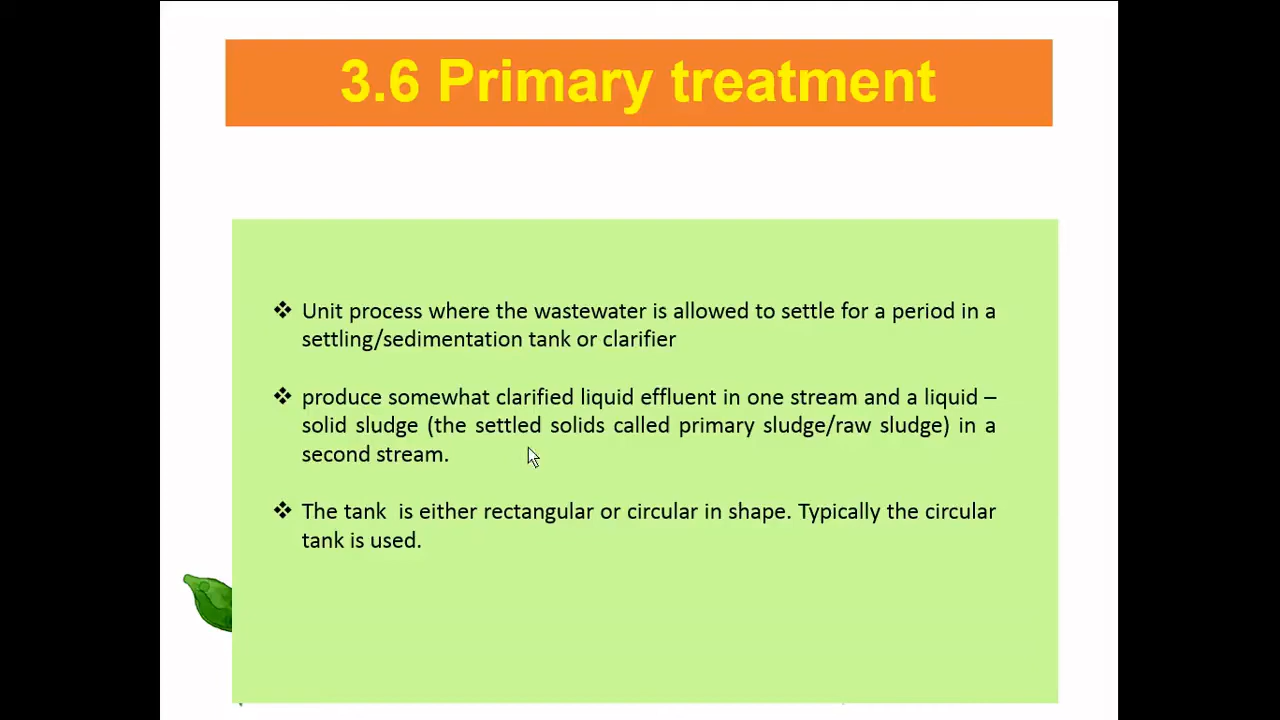 3.6 Primary treatment
❖ Unit process where the wastewater is allowed to settle for a period in a
settling/sedimentation tank or clarifier
❖ produce somewhat clarified liquid effluent in one stream and a liquid –
solid sludge (the settled solids called primary sludge/raw sludge) in a
second stream.
❖ The tank  is either rectangular or circular in shape. Typically the circular
tank is used.